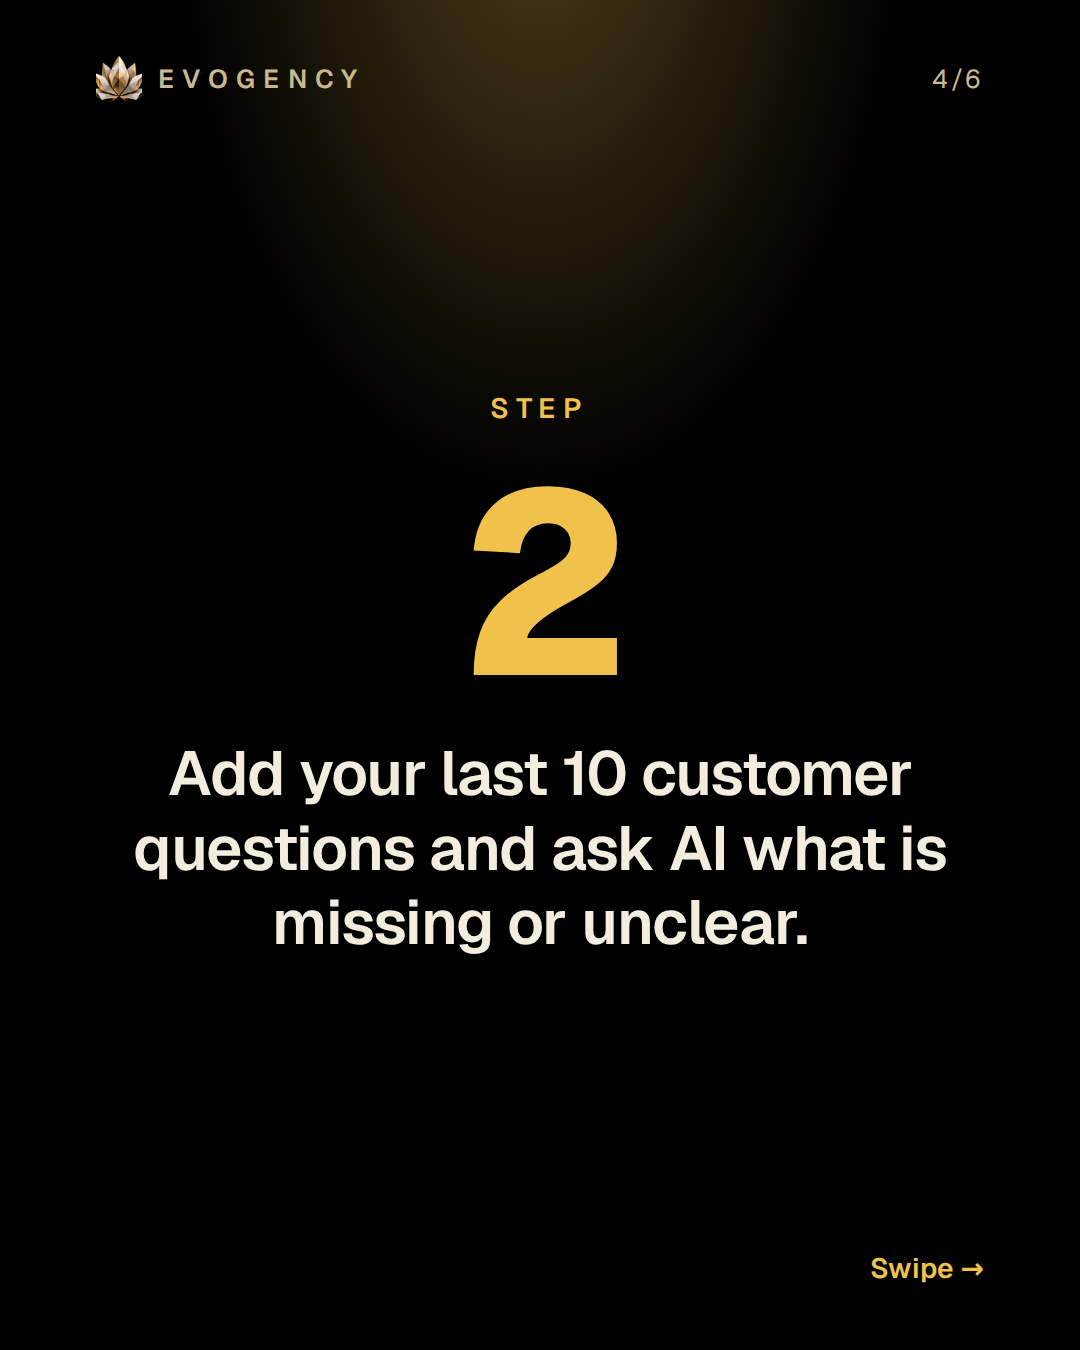 EVOGENCY
4/6
STEP
2
Add your last 10 customer
questions and ask AI what is
missing or unclear.
Swipe →